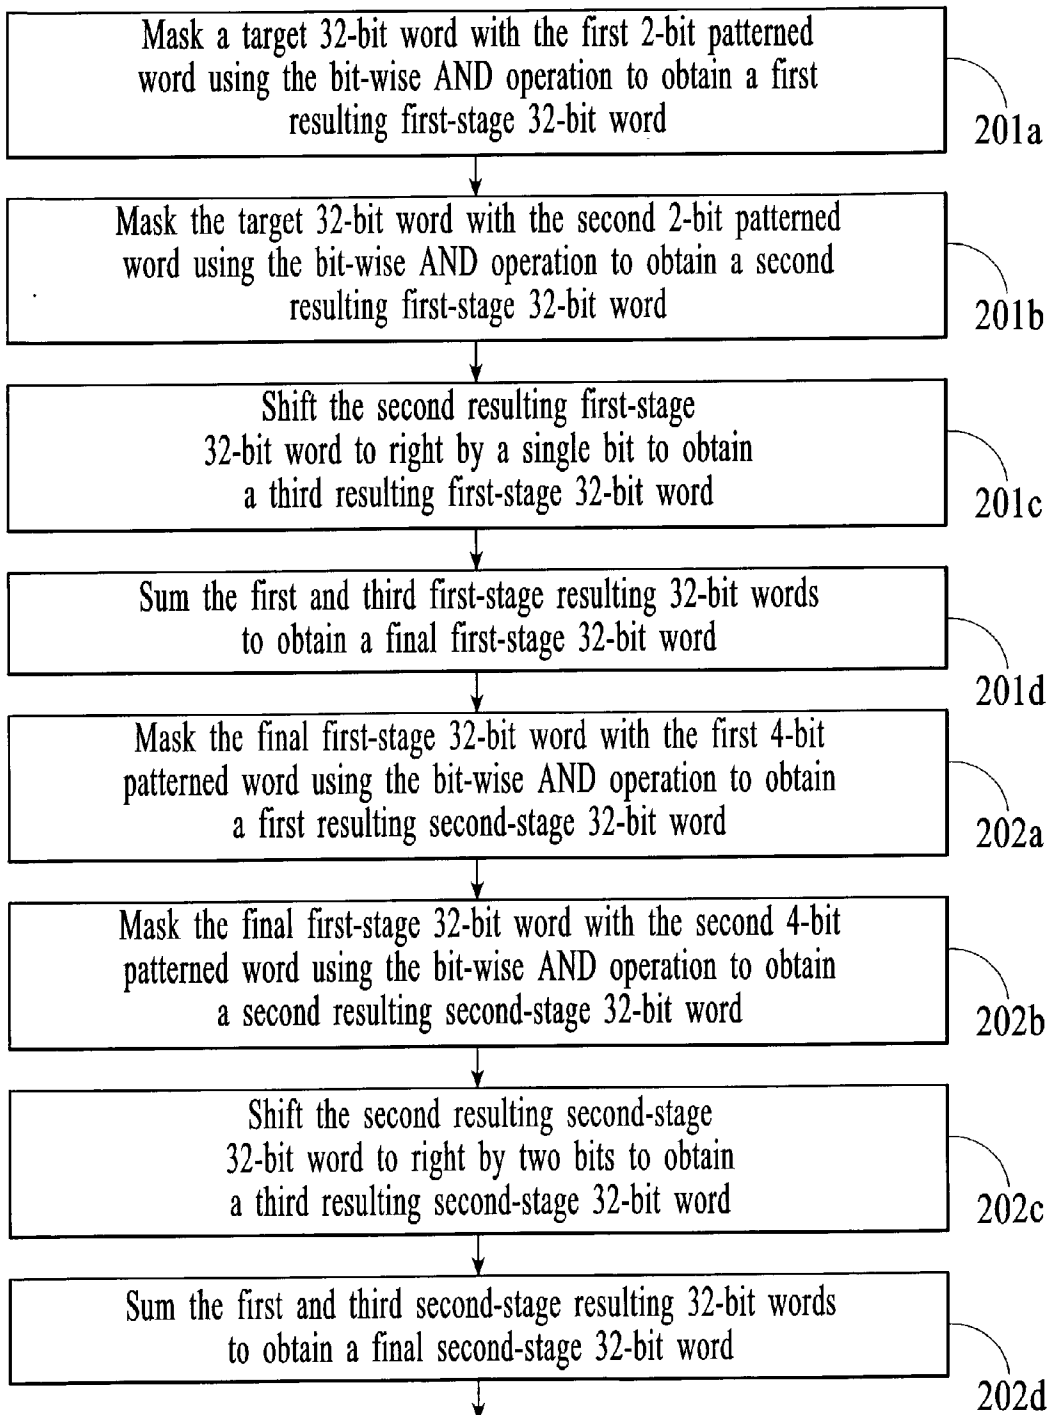 Mask a target 32-bit word with the first 2-bit patterned
word using the bit-wise AND operation to obtain a first
resulting first-stage 32-bit word
201a
Mask the target 32-bit word with the second 2-bit patterned
word using the bit-wise AND operation to obtain a second
resulting first-stage 32-bit word
201b
Shift the second resulting first-stage
32-bit word to right by a single bit to obtain
a third resulting first-stage 32-bit word
201c
Sum the first and third first-stage resulting 32-bit words
to obtain a final first-stage 32-bit word
201d
Mask the final first-stage 32-bit word with the first 4-bit
patterned word using the bit-wise AND operation to obtain
a first resulting second-stage 32-bit word
202a
Mask the final first-stage 32-bit word with the second 4-bit
patterned word using the bit-wise AND operation to obtain
a second resulting second-stage 32-bit word
202b
Shift the second resulting second-stage
32-bit word to right by two bits to obtain
a third resulting second-stage 32-bit word
202c
Sum the first and third second-stage resulting 32-bit words
to obtain a final second-stage 32-bit word
202d